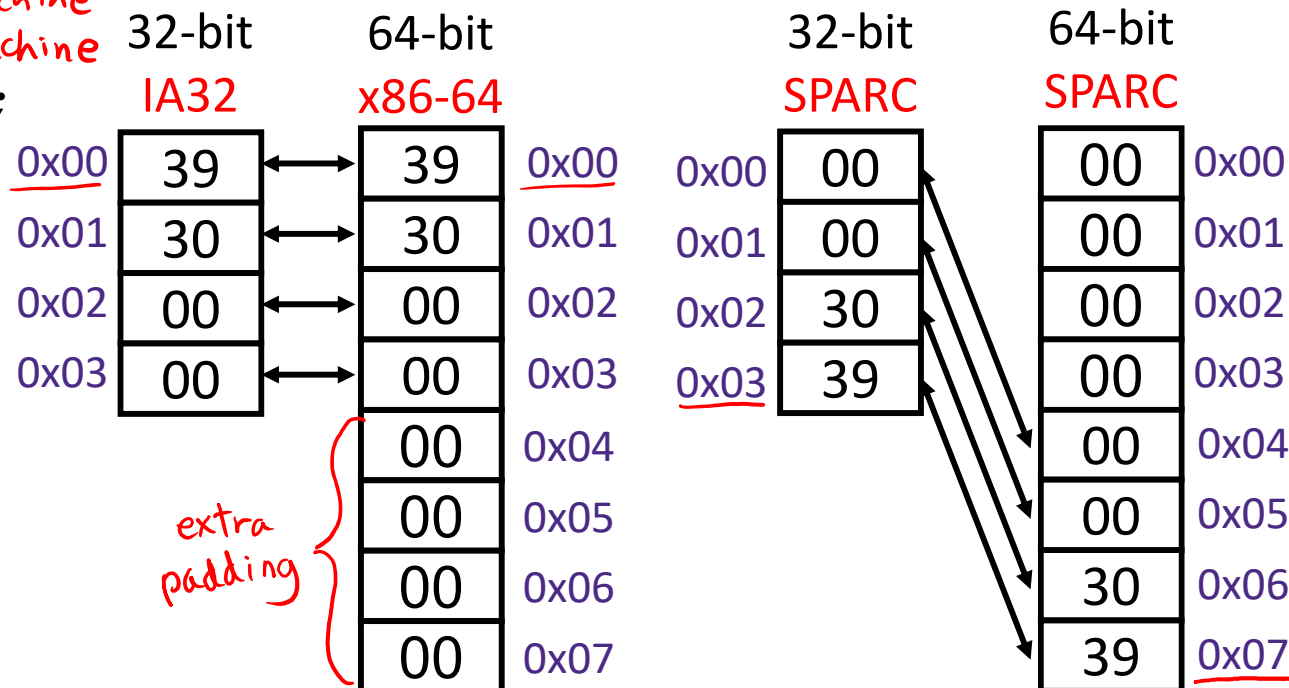 chine
chine
32-bit 64-bit 32-bit 64-bit
IA32 x86-64 SPARC SPARC
0x00 39 39 0x00 0x00 00 00 0x00
0x01 30 30 0x01 0x01 00 00 0x01
0x02 00 00 0x02 0x02 30 00 0x02
0x03 00 00 0x03 0x03 39 00 0x03
00 0x04 00 0x04
00 0x05 00 0x05
extra
padding
00 0x06 30 0x06
00 0x07 39 0x07